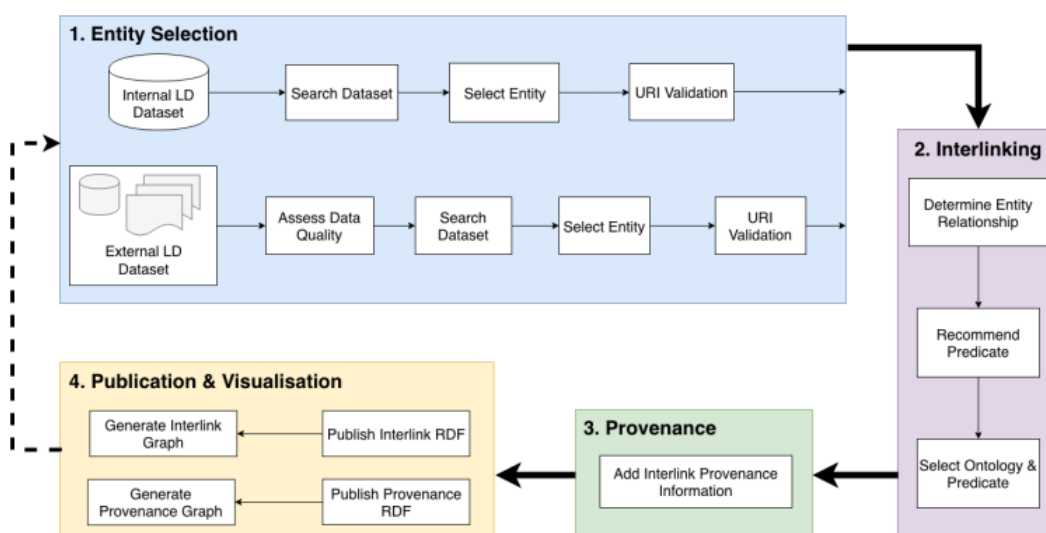 1. Entity Selection
Internal LD
Dataset
Search Dataset
Select Entity
URI Validation
External LD
Dataset
Assess Data
Quality
Search
Dataset
Select Entity
URI
Validation
2. Interlinking
Determine Entity
Relationship
Recommend
Predicate
Select Ontology &
Predicate
3. Provenance
Add Interlink Provenance
Information
4. Publication & Visualisation
Generate Interlink
Graph
Publish Interlink RDF
Generate
Provenance Graph
Publish Provenance
RDF